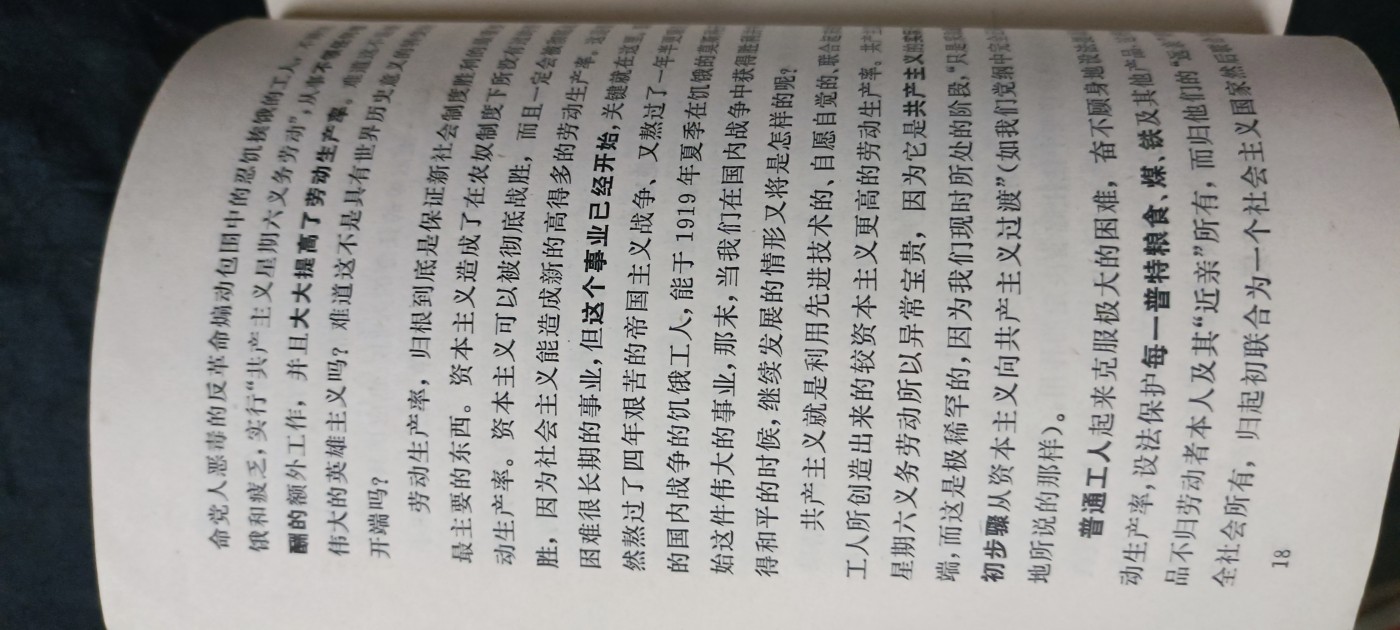 命党人恶毒的反革命煽动包围中的忍饥挨饿的工人，不顾
饿和疲乏，实行“共产主义星期六义务劳动”，从事不领任何报
酬的额外工作，并且大大提高了劳动生产率。难道这不是
伟大的英雄主义吗？难道这不是具有世界历史意义的
开端吗？
劳动生产率，归根到底是保证新社会制度胜利的
最主要的东西。资本主义造成了在农奴制度下所没有
动生产率。资本主义可以被彻底战胜，而且一定会被彻底
胜，因为社会主义能造成新的高得多的劳动生产率。这是
困难很长期的事业，但这个事业已经开始，关键就在这里。
然熬过了四年艰苦的帝国主义战争、又熬过了一年半
的国内战争的饥饿工人，能于1919年夏季在饥饿的莫斯科
始这件伟大的事业，那末，当我们在国内战争中获得胜利
得和平的时候，继续发展的情形又将是怎样的呢？
共产主义就是利用先进技术的、自愿自觉的、联合起来的
工人所创造出来的较资本主义更高的劳动生产率。共产
星期六义务劳动所以异常宝贵，因为它是共产主义的实际
端，而这是极稀罕的，因为我们现时所处的阶段，“只是
初步骤从资本主义向共产主义过渡”（如我们党纲中完全
地所说的那样）。
普通工人起来克服极大的困难，奋不顾身地设法
动生产率，设法保护每一普特粮食、煤、铁及其他产品，
品不归劳动者本人及其“近亲”所有，而归他们的“远亲”
全社会所有，归起初联合为一个社会主义国家然后
18